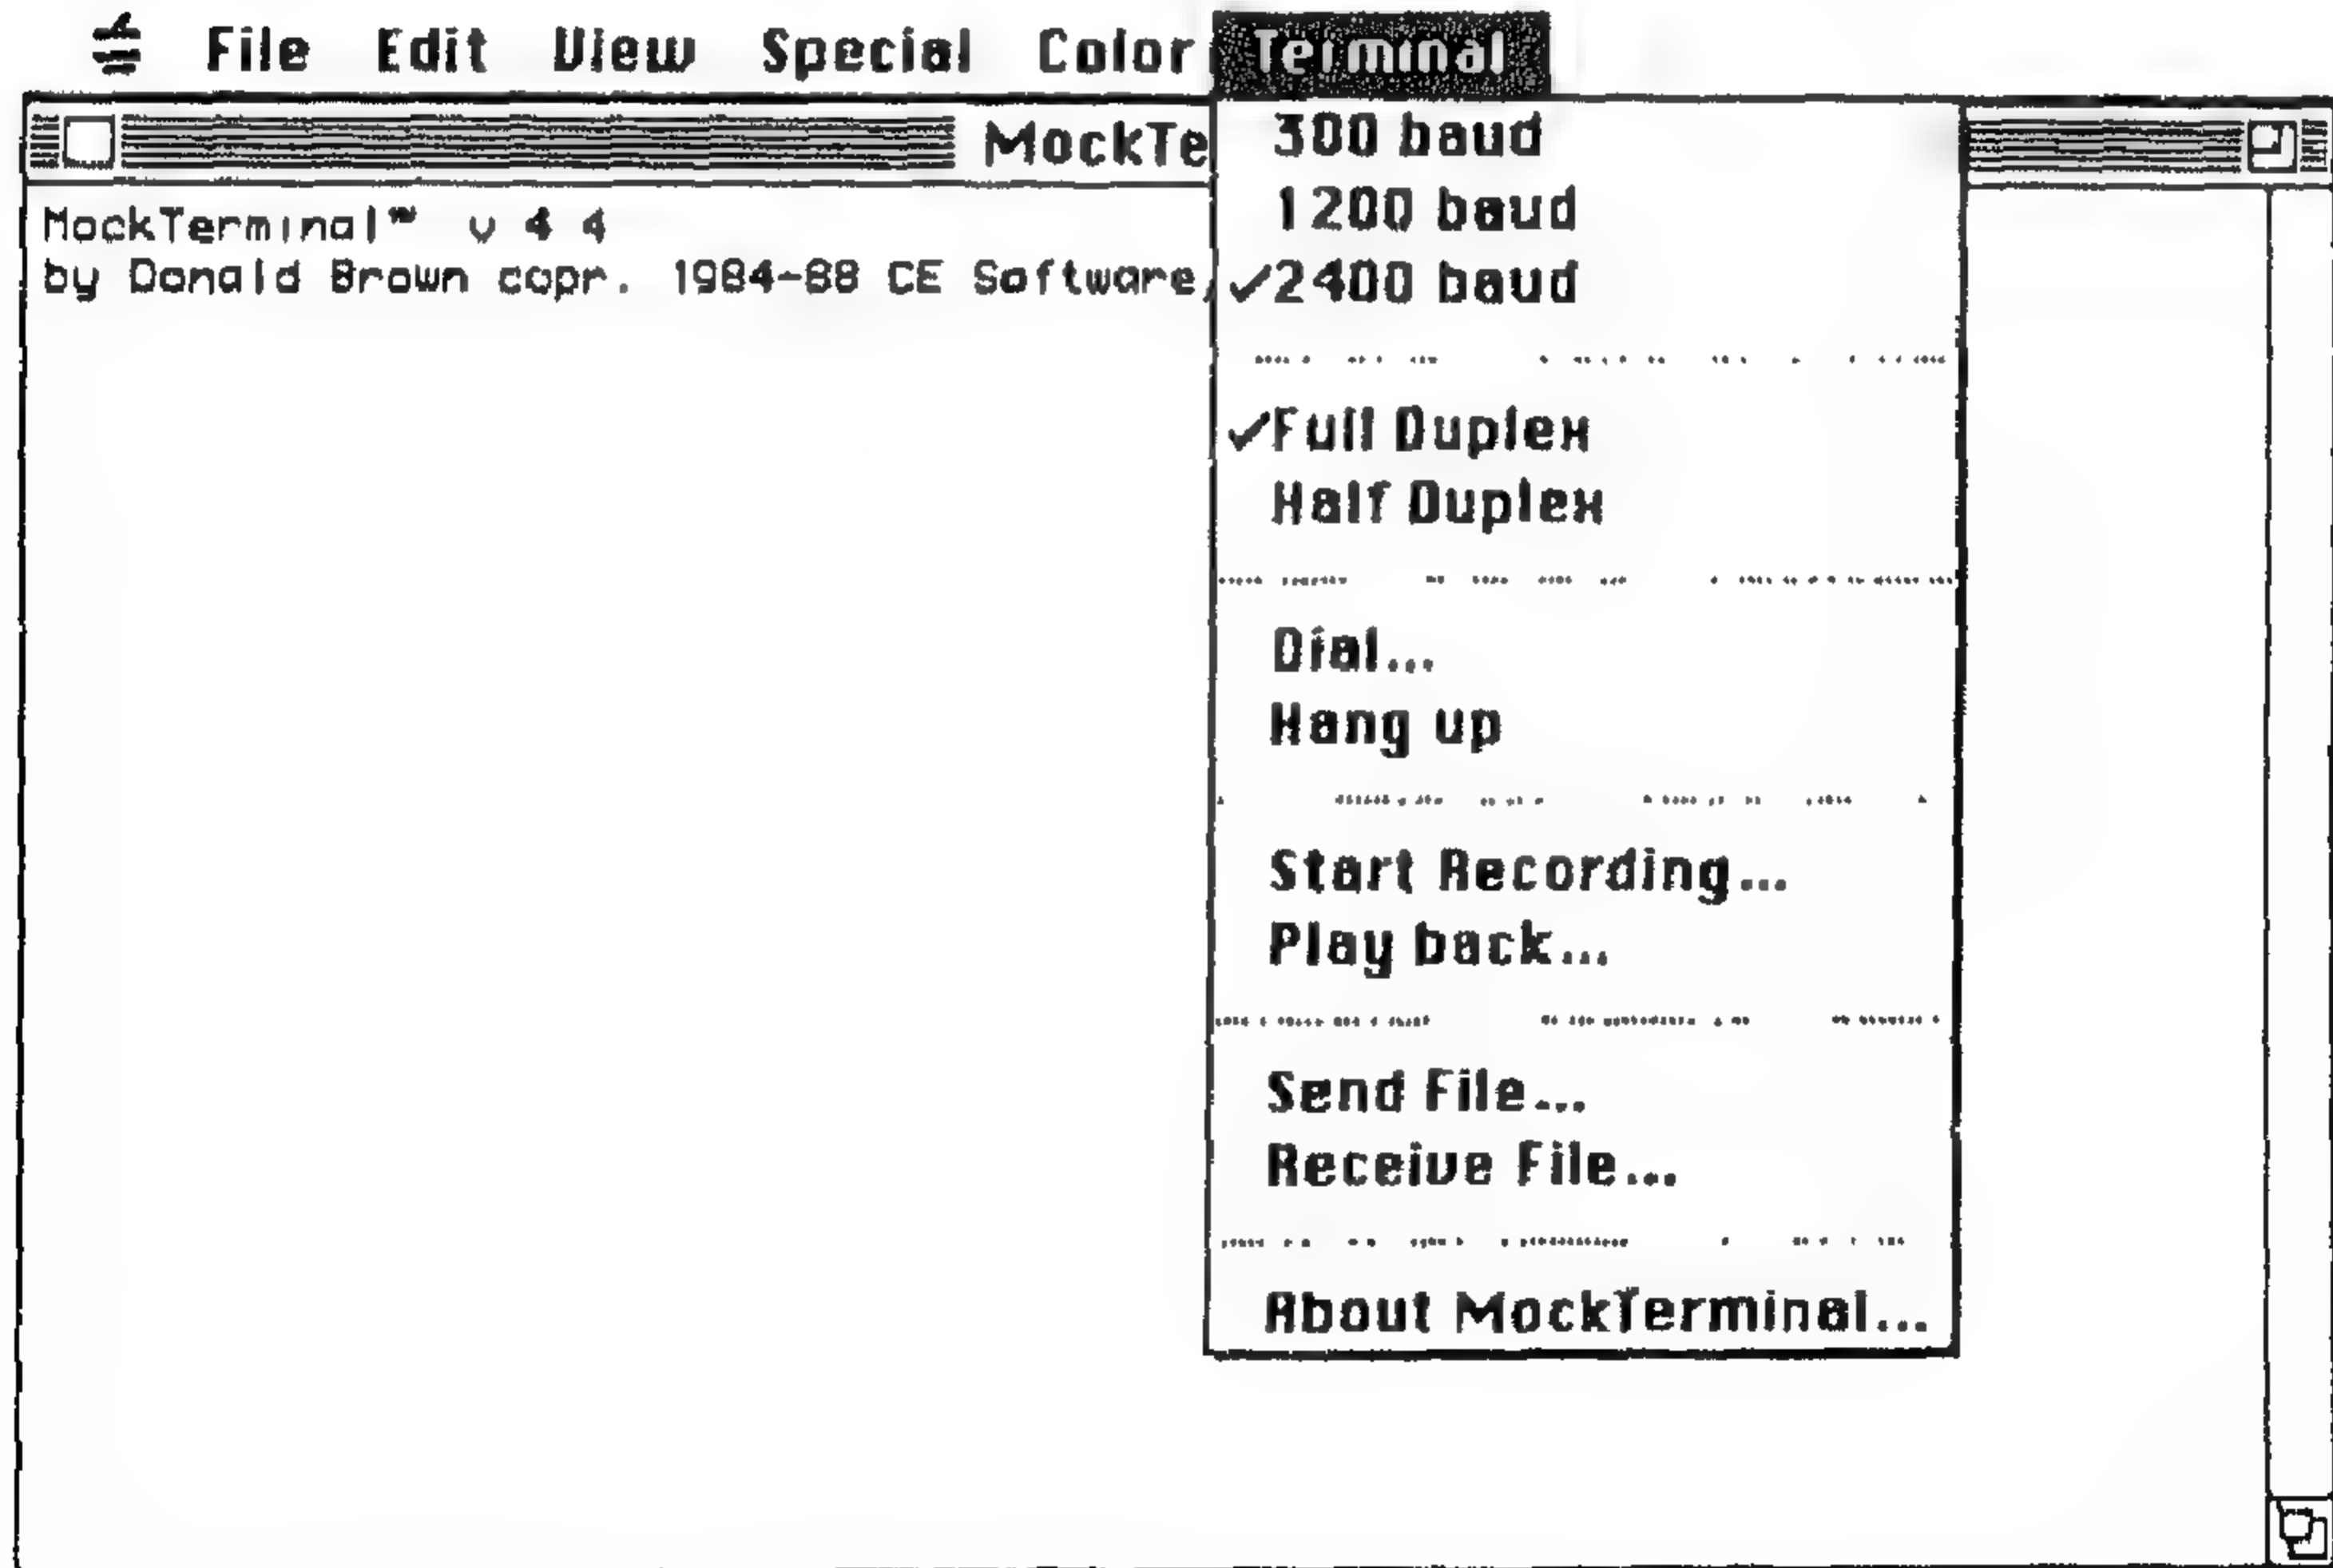 File Edit View Special Color Terminal
MockTe
MockTerminal™ v 4 4
by Donald Brown copr. 1984-88 CE Software,
300 baud
1200 baud
✓2400 baud
✓Full Duplex
Half Duplex
Dial...
Hang up
Start Recording...
Play back...
Send File...
Receive File...
About MockTerminal...